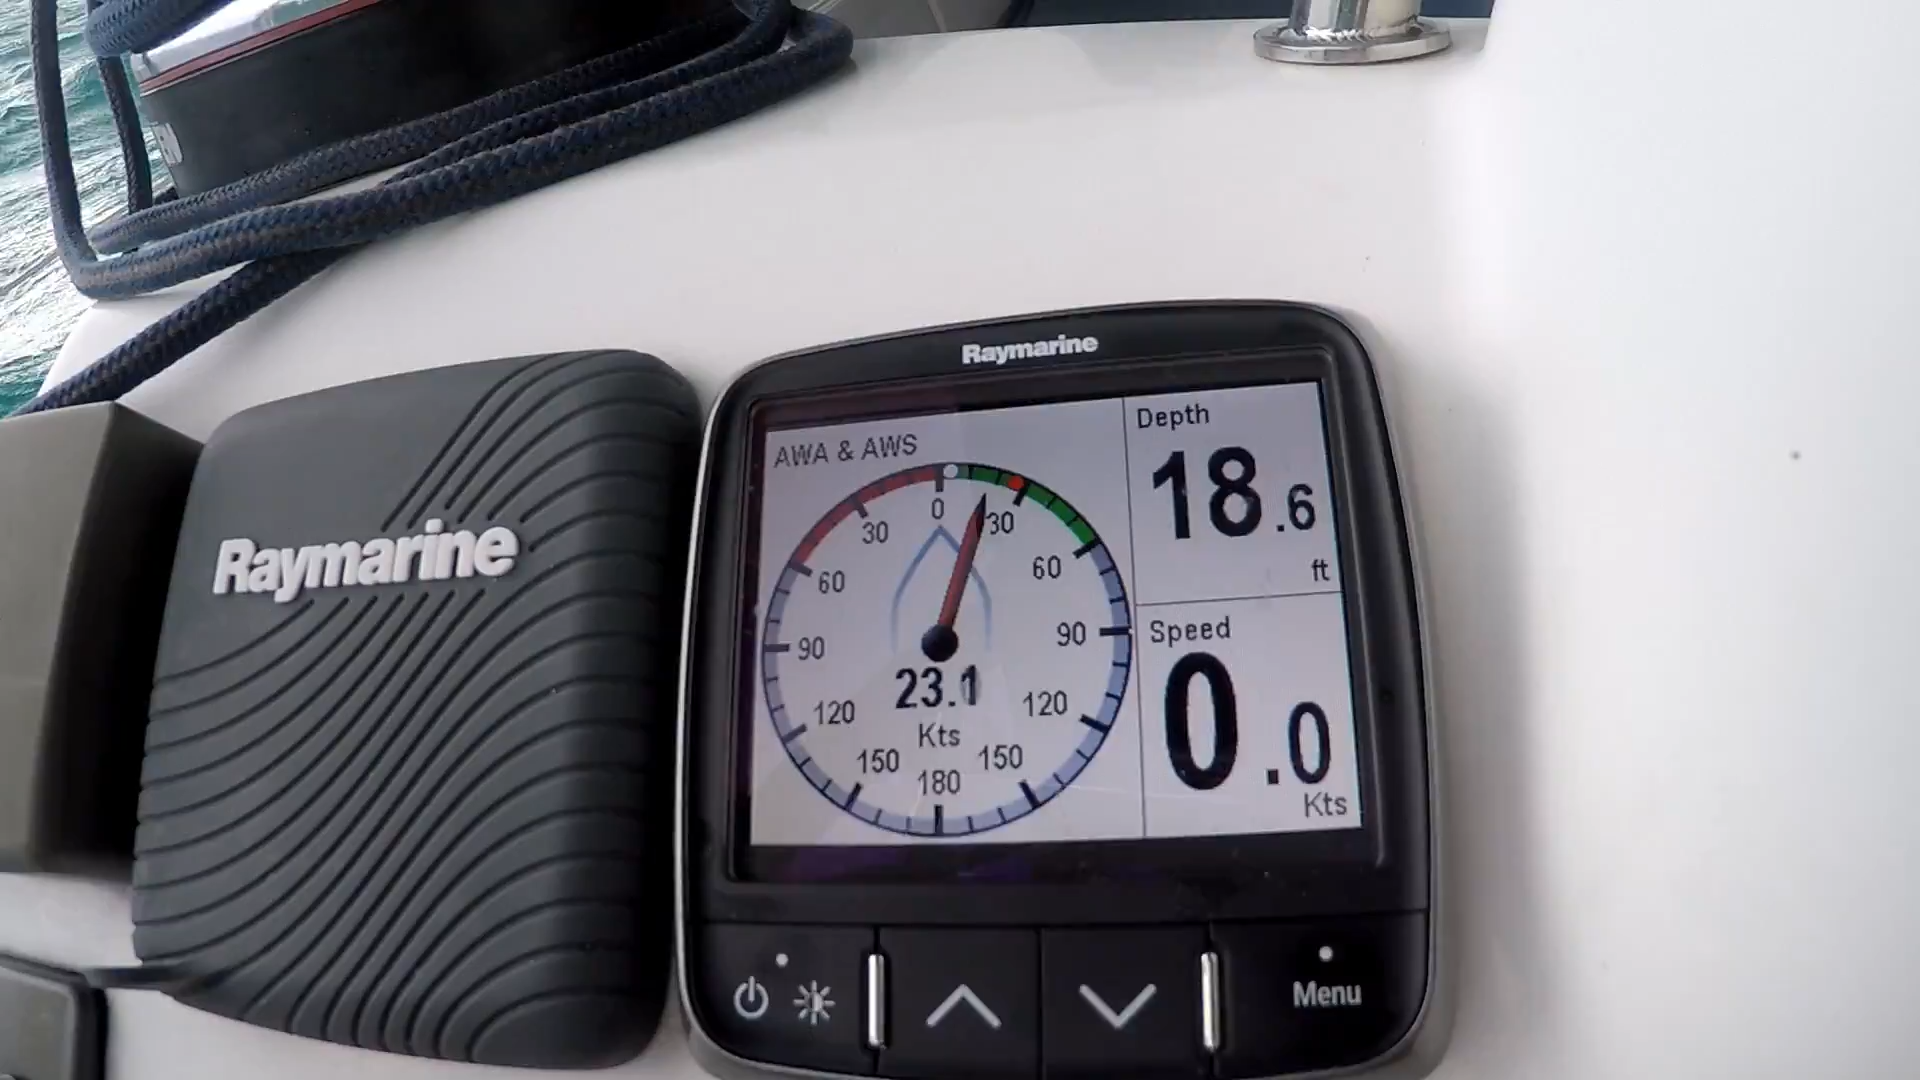 Raymarine
Raymarine
AWA & AWS
0
30
30
60
60
90
90
120
120
150
150
180
23.1
Kts
Depth
18.6
ft
Speed
0.0
Kts
Menu